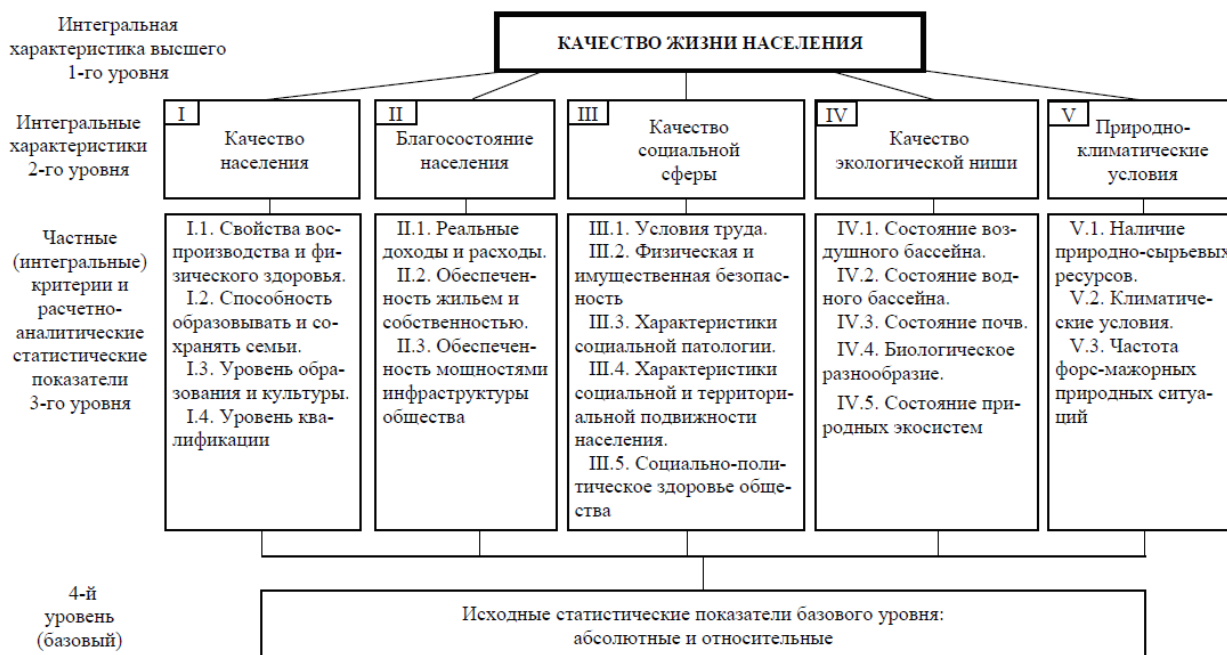 Интегральная
характеристика высшего
1-го уровня
КАЧЕСТВО ЖИЗНИ НАСЕЛЕНИЯ
Интегральные
характеристики
2-го уровня
I
Качество
населения
II
Благосостояние
населения
III
Качество
социальной
сферы
IV
Качество
экологической ниши
V
Природно-
климатические
условия
Частные
(интегральные)
критерии и
расчетно-
аналитические
статистические
показатели
3-го уровня
I.1. Свойства вос-
производства и фи-
зического здоровья.
I.2. Способность
образовывать и со-
хранять семьи.
I.3. Уровень обра-
зования и культуры.
I.4. Уровень ква-
лификации
II.1. Реальные
доходы и расходы.
II.2. Обеспечен-
ность жильем и
собственностью.
II.3. Обеспечен-
ность мощностями
инфраструктуры
общества
III.1. Условия труда.
III.2. Физическая и
имущественная безопас-
ность
III.3. Характеристики
социальной патологии.
III.4. Характеристики
социальной и территори-
альной подвижности
населения.
III.5. Социально-поли-
тическое здоровье обще-
ства
IV.1. Состояние воз-
душного бассейна.
IV.2. Состояние вод-
ного бассейна.
IV.3. Состояние почв.
IV.4. Биологическое
разнообразие.
IV.5. Состояние при-
родных экосистем
V.1. Наличие
природно-сырьевых
ресурсов.
V.2. Климатиче-
ские условия.
V.3. Частота
форс-мажорных
природных ситуа-
ций
4-й
уровень
(базовый)
Исходные статистические показатели базового уровня:
абсолютные и относительные